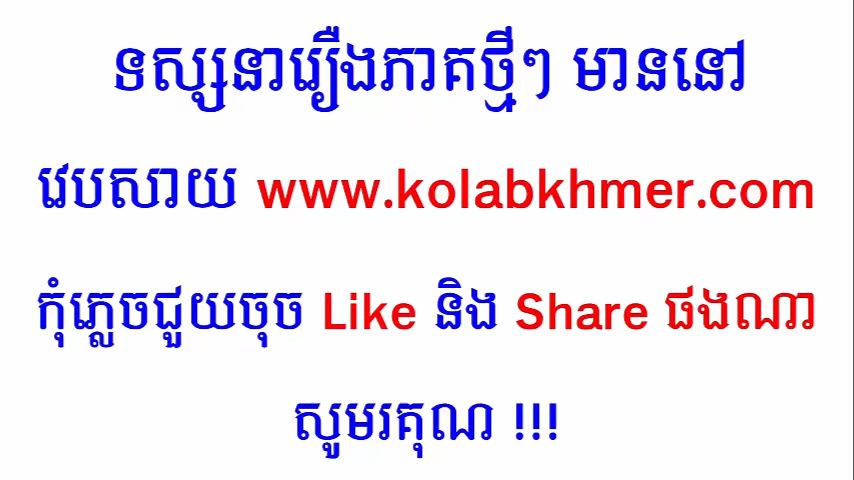 ទស្សនារឿងភាគថ្មីៗ មាននៅ
វេបសាយ www.kolabkhmer.com
កុំភ្លេចជួយចុច Like និង Share ផងណា
សូមរគុណ !!!